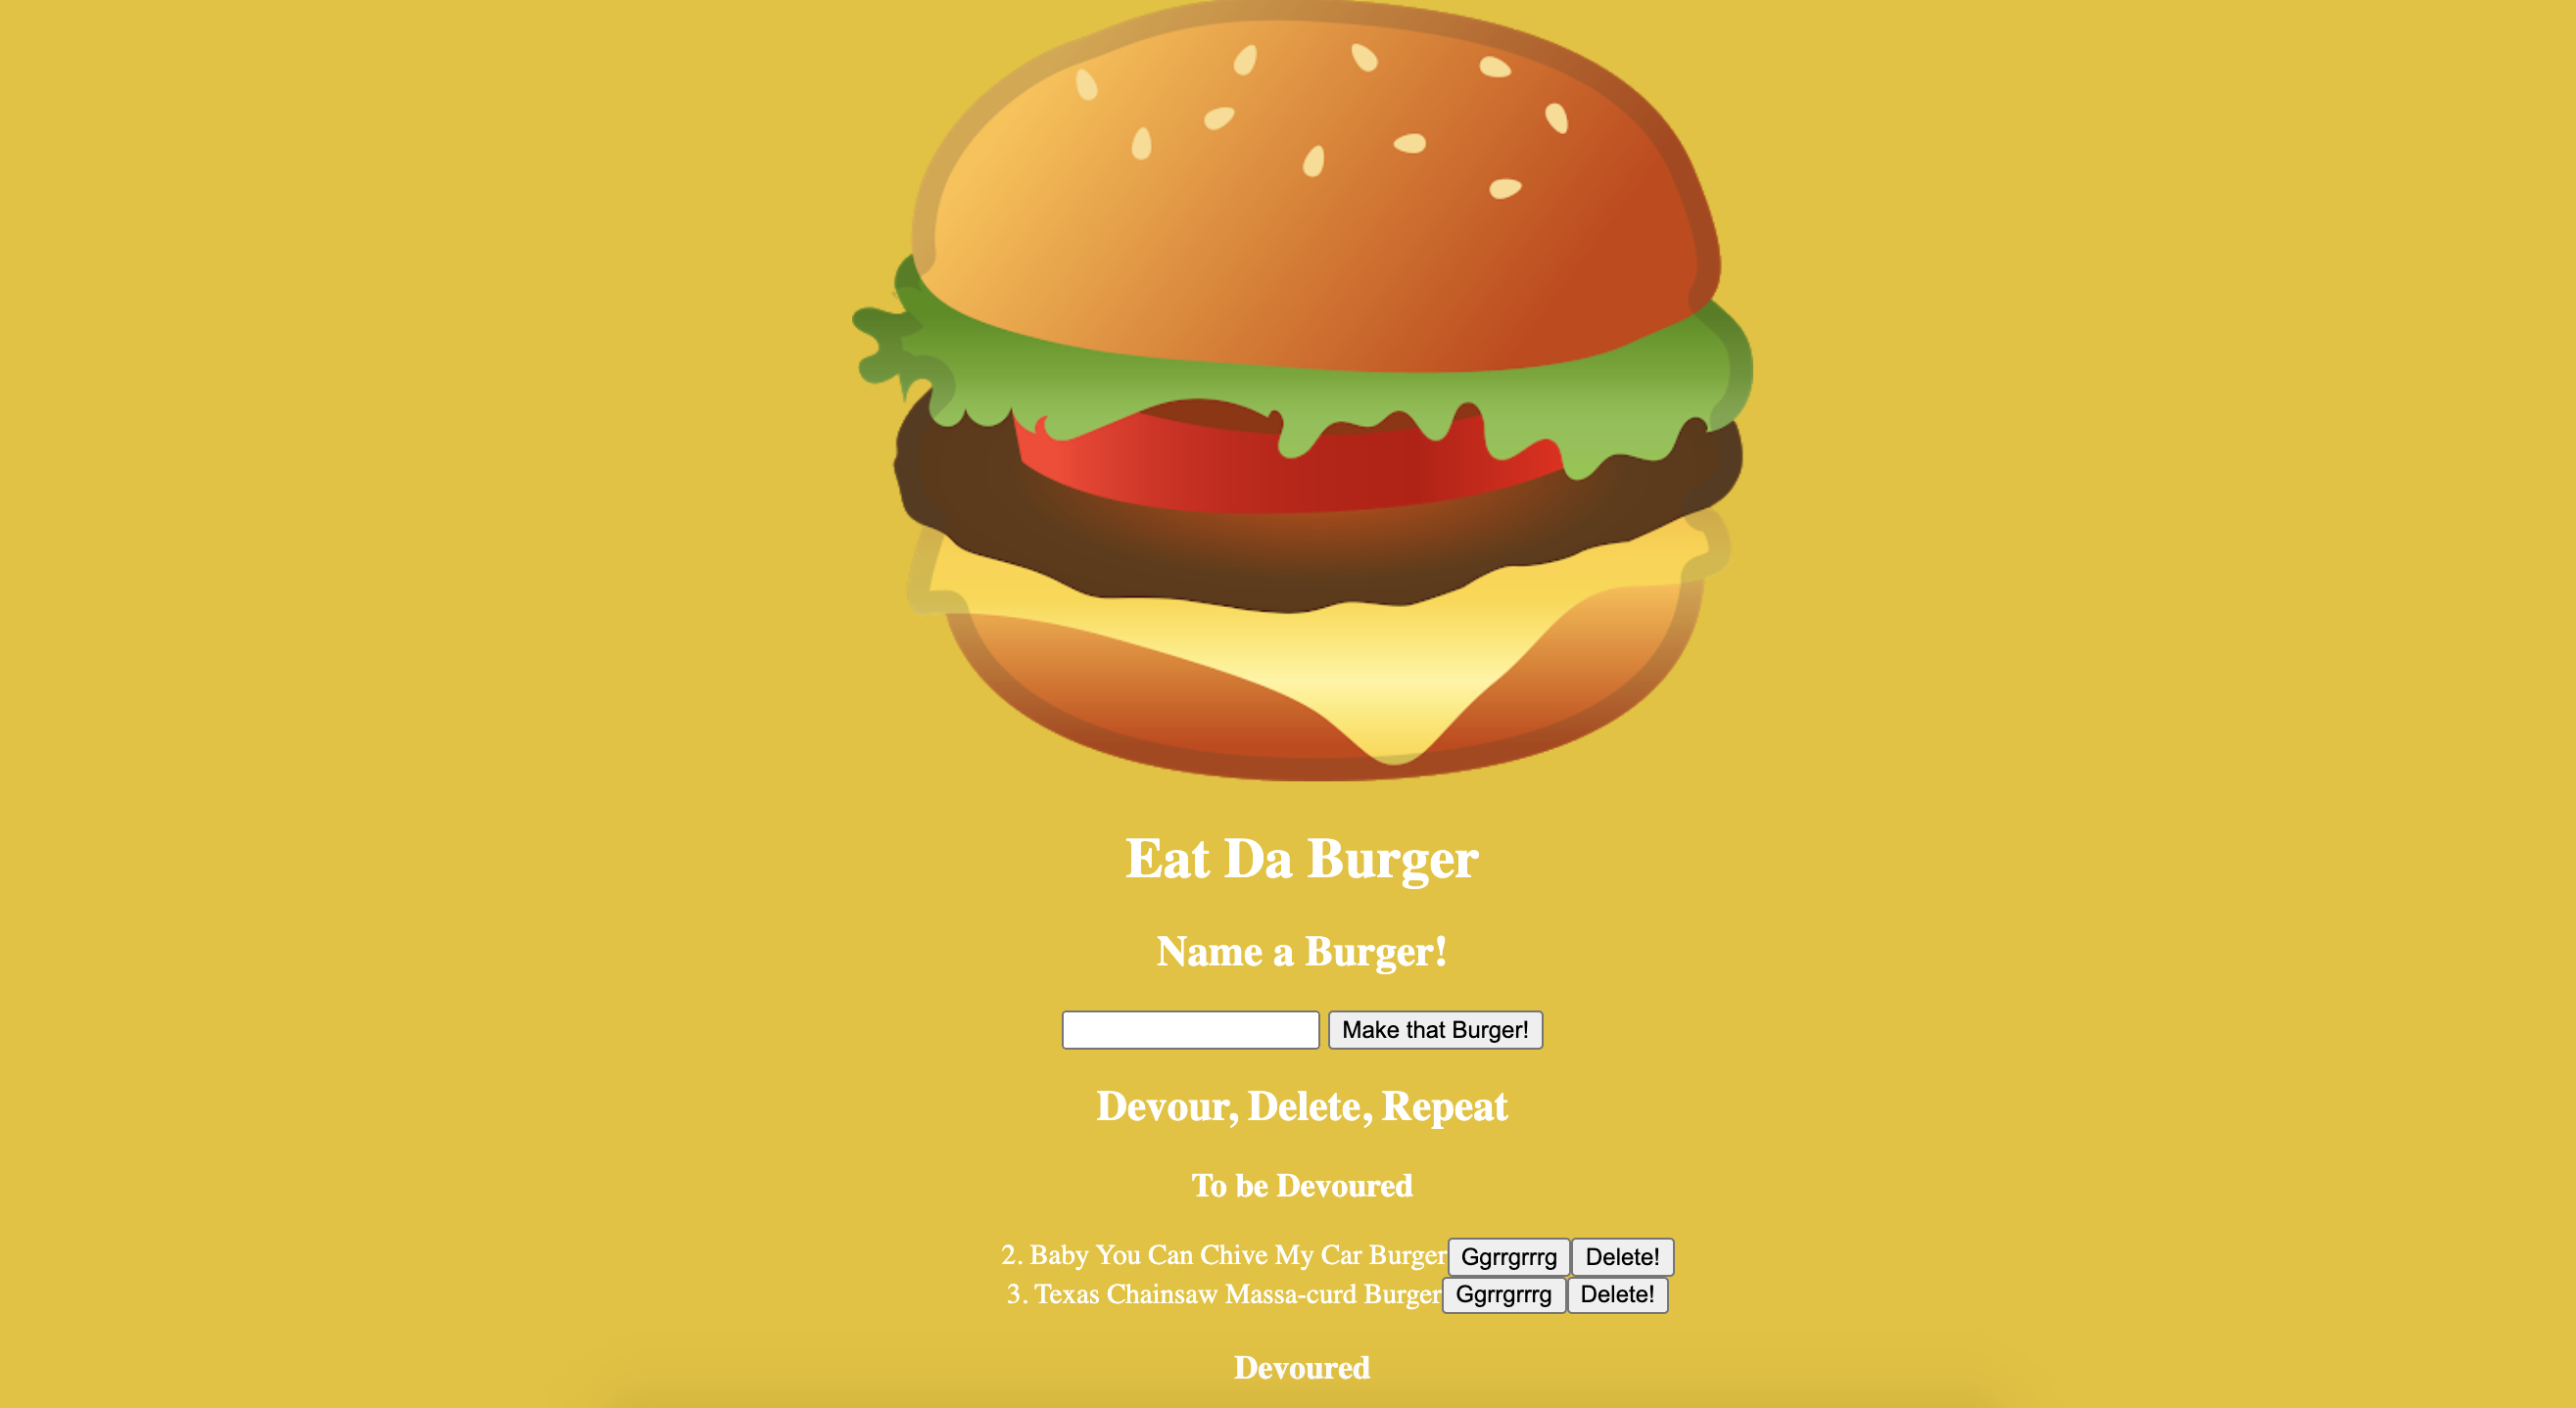 Eat Da Burger
Name a Burger!
Make that Burger!
Devour, Delete, Repeat
To be Devoured
2. Baby You Can Chive My Car Burger Ggrrgrrrg Delete!
3. Texas Chainsaw Massa-curd Burger Ggrrgrrrg Delete!
Devoured